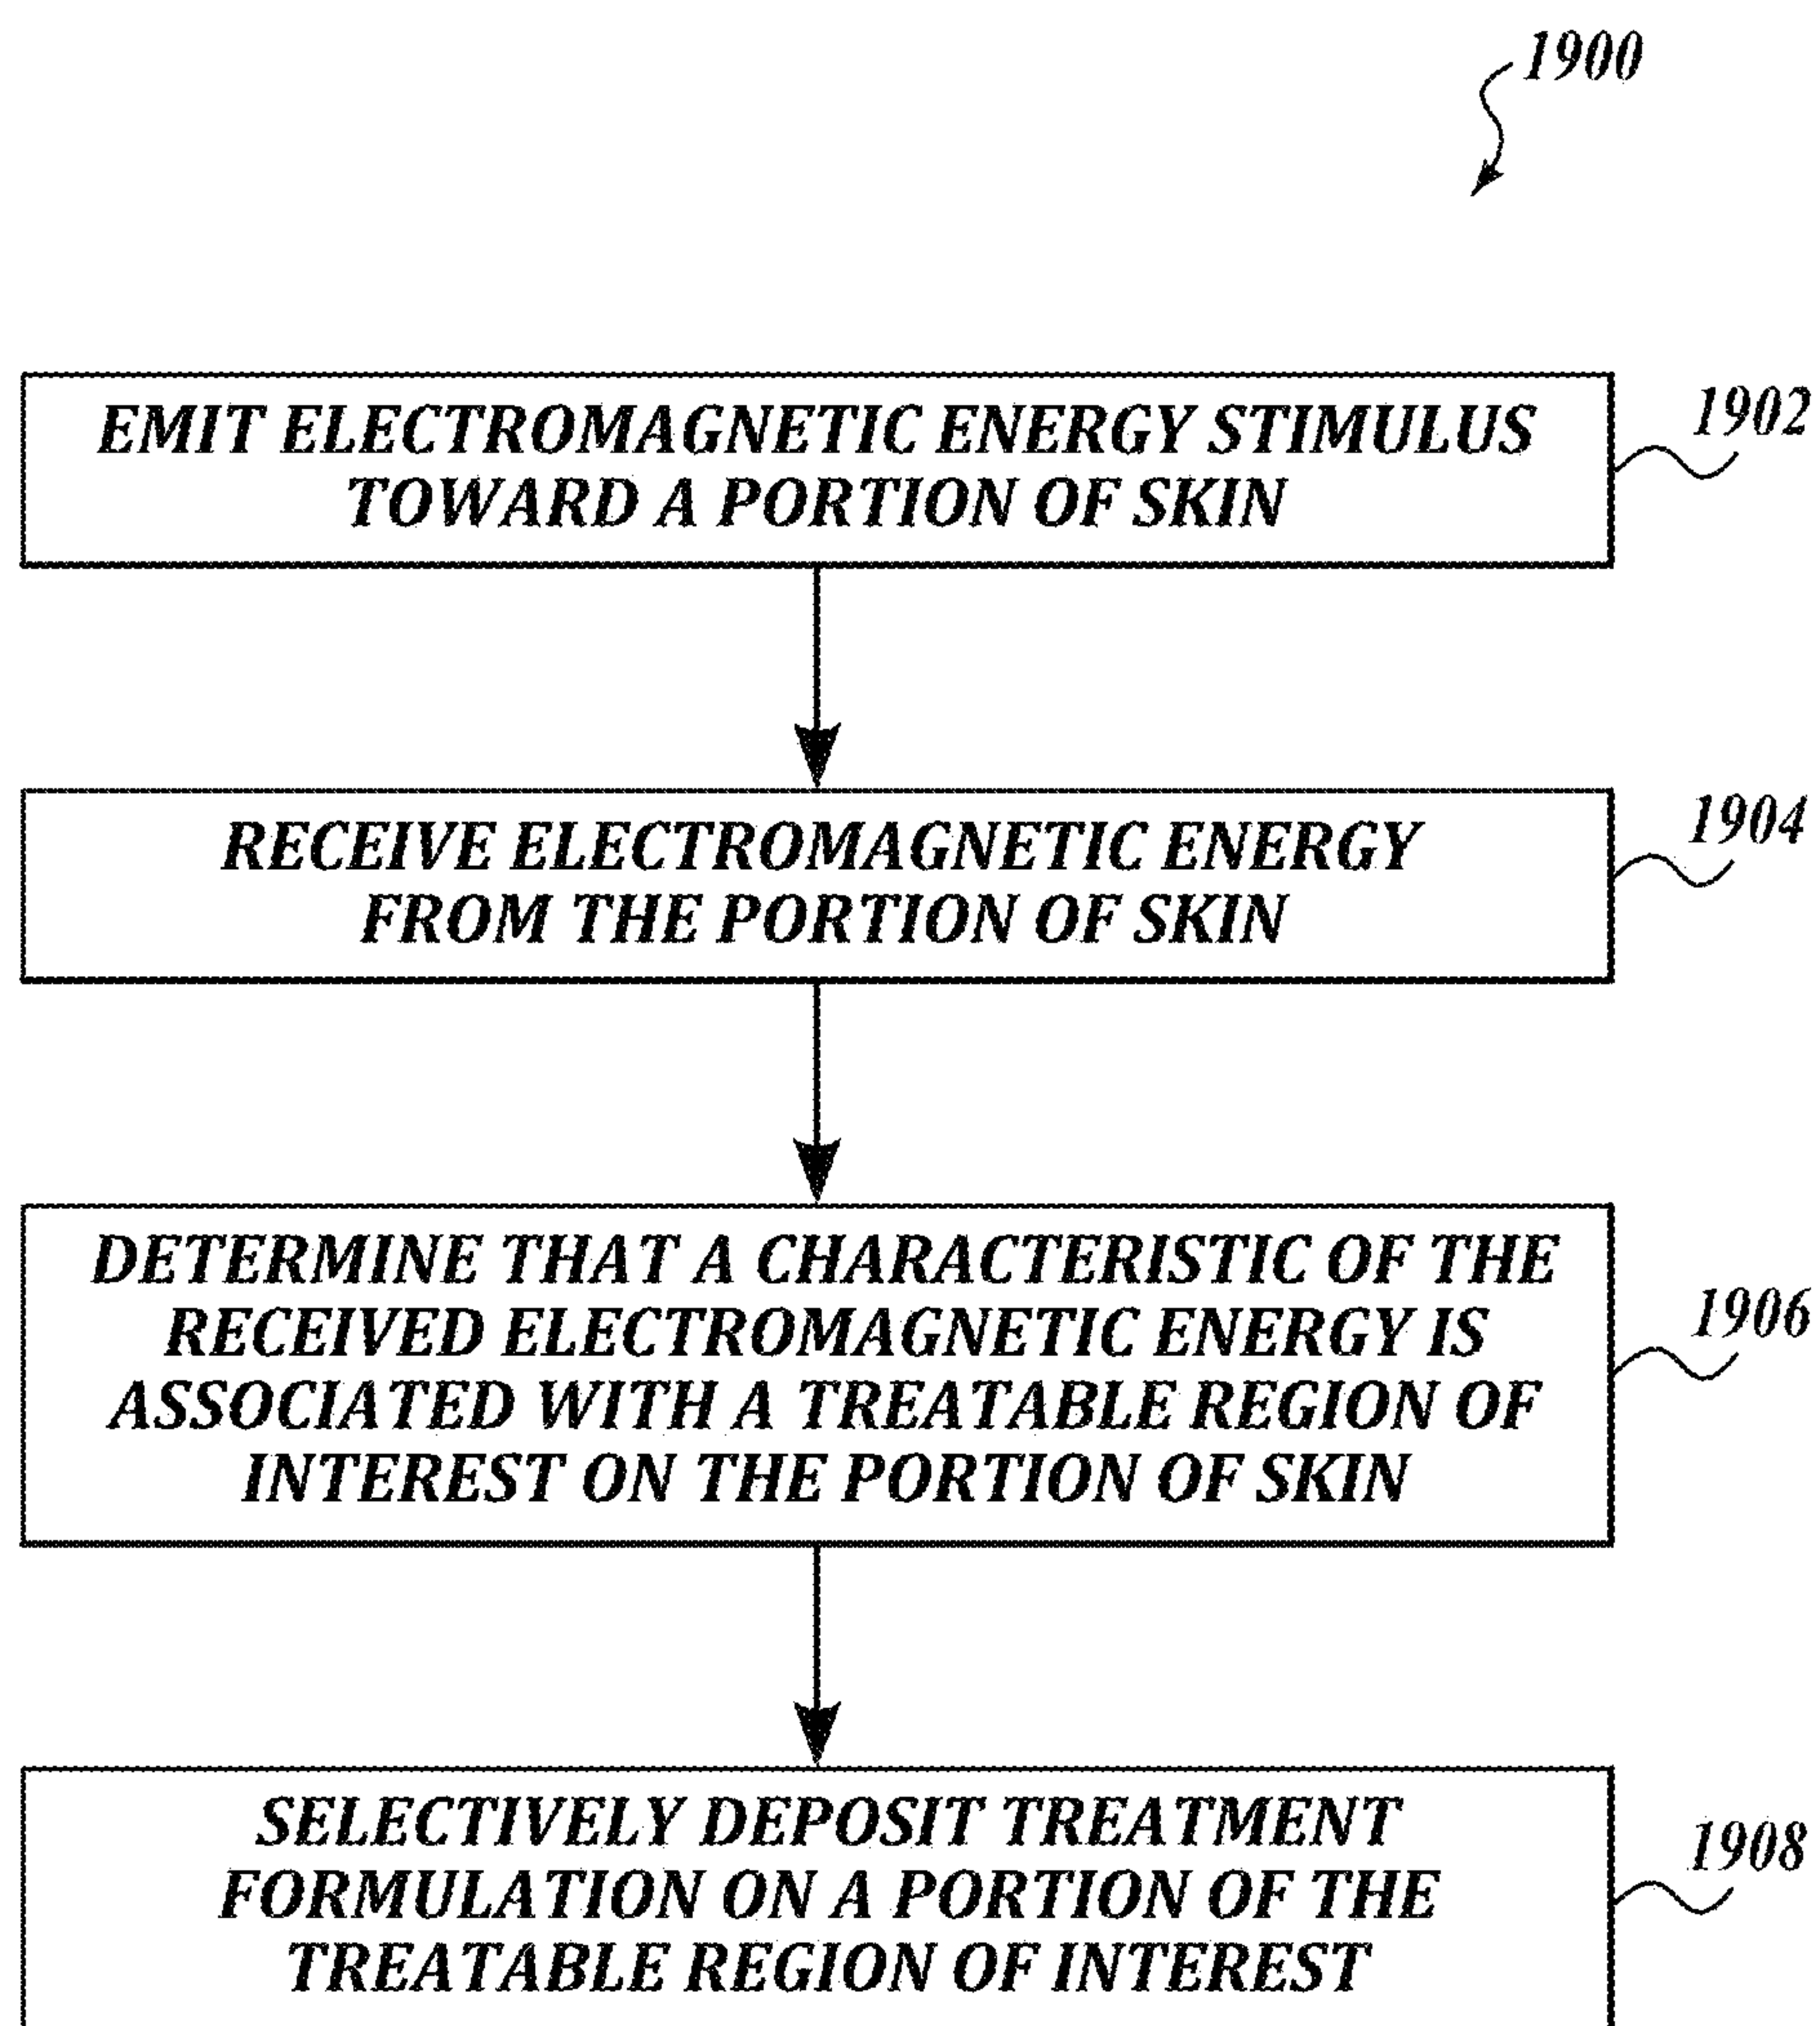 1900
EMIT ELECTROMAGNETIC ENERGY STIMULUS
TOWARD A PORTION OF SKIN
1902
RECEIVE ELECTROMAGNETIC ENERGY
FROM THE PORTION OF SKIN
1904
DETERMINE THAT A CHARACTERISTIC OF THE
RECEIVED ELECTROMAGNETIC ENERGY IS
ASSOCIATED WITH A TREATABLE REGION OF
INTEREST ON THE PORTION OF SKIN
1906
SELECTIVELY DEPOSIT TREATMENT
FORMULATION ON A PORTION OF THE
TREATABLE REGION OF INTEREST
1908